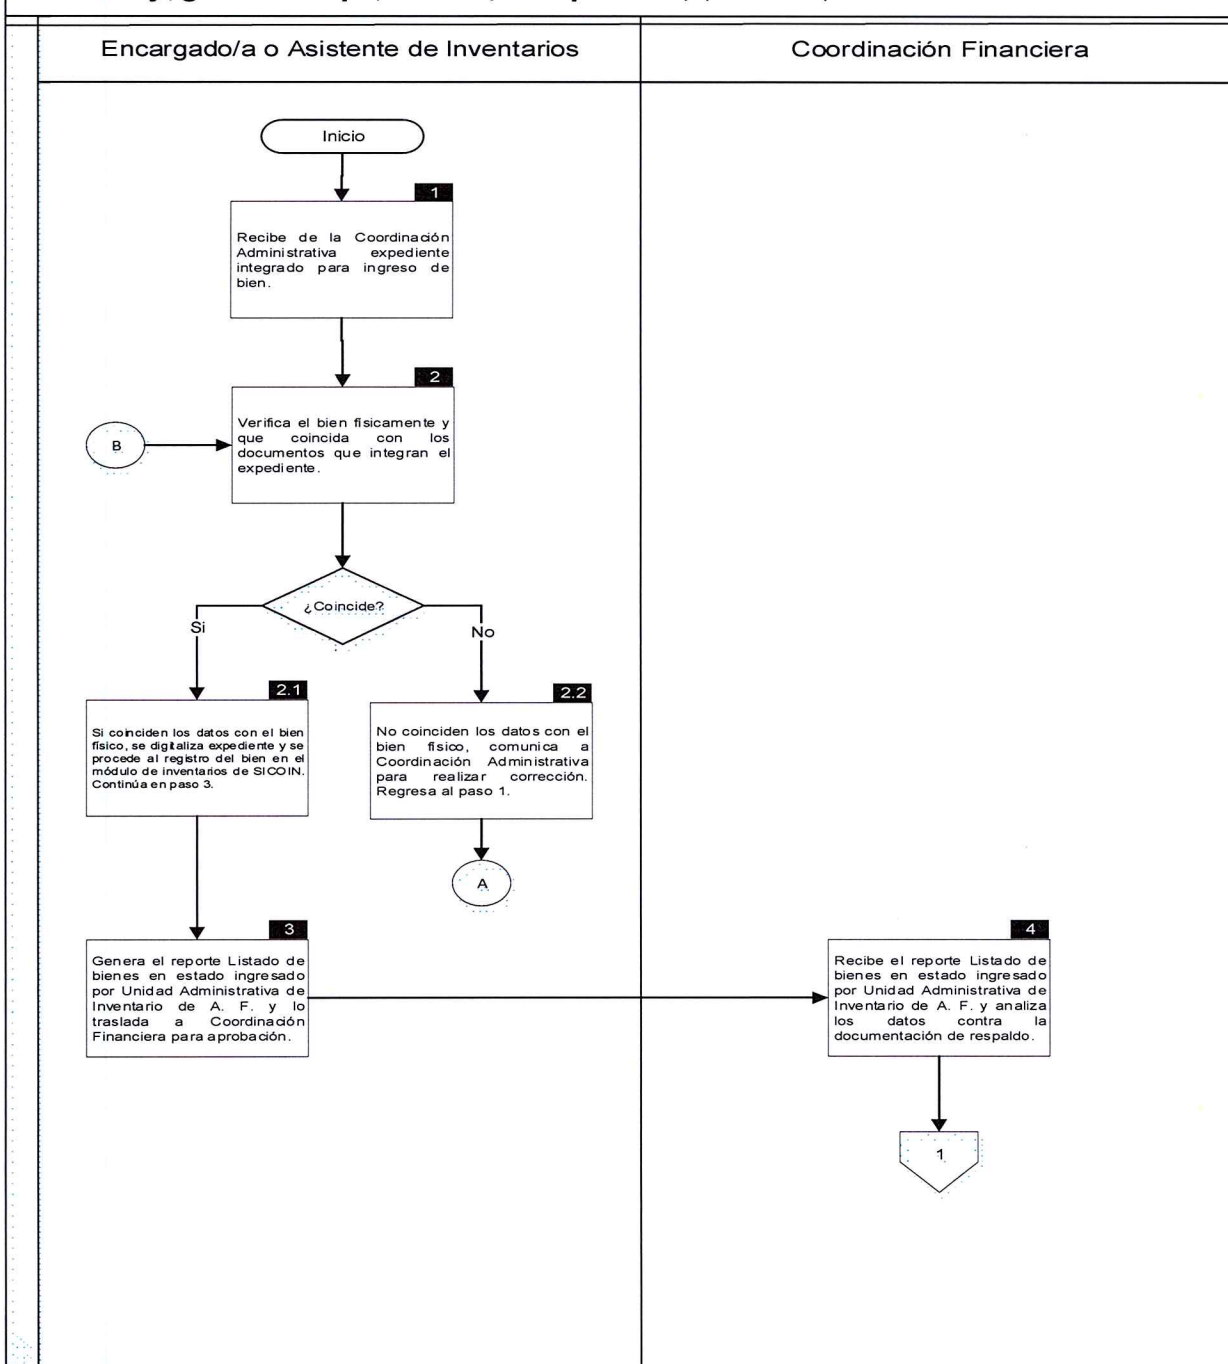 Encargado/a o Asistente de Inventarios
Coordinación Financiera
Inicio
1
Recibe de la Coordinación
Administrativa expediente
integrado para ingreso de
bien.
2
Verifica el bien físicamente y
que coincida con los
documentos que integran el
expediente.
B
¿Coincide?
Si
No
2.1
Si coinciden los datos con el bien
físico, se digitaliza expediente y se
procede al registro del bien en el
módulo de inventarios de SICOIN.
Continúa en paso 3.
2.2
No coinciden los datos con el
bien físico, comunica a
Coordinación Administrativa
para realizar corrección.
Regresa al paso 1.
A
3
Genera el reporte Listado de
bienes en estado ingresado
por Unidad Administrativa de
Inventario de A. F. y lo
traslada a Coordinación
Financiera para aprobación.
4
Recibe el reporte Listado de
bienes en estado ingresado
por Unidad Administrativa de
Inventario de A. F. y analiza
los datos contra la
documentación de respaldo.
1